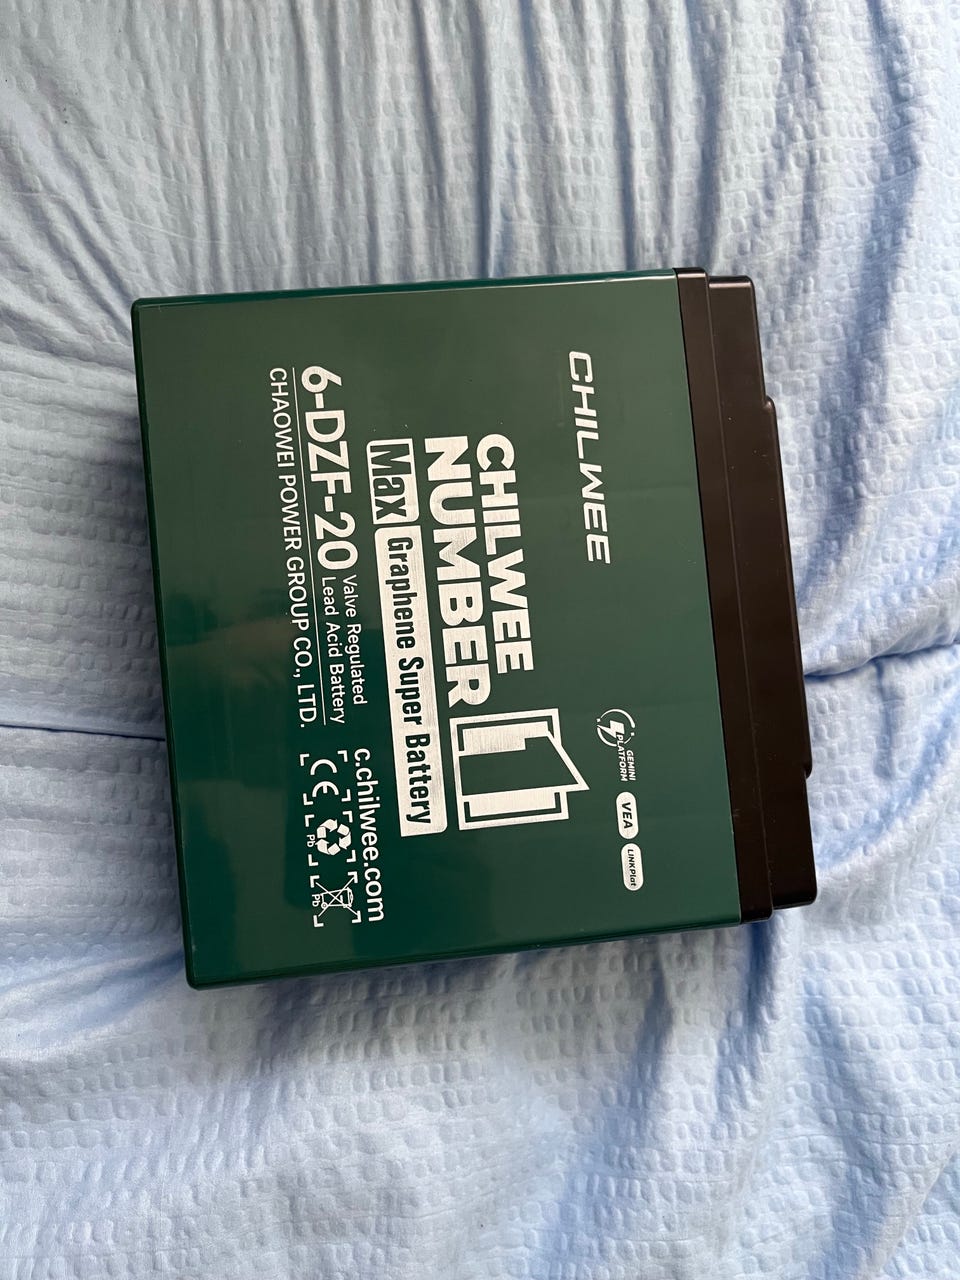 CHILWEE
GEMINI
PLATFORM
VEA
LINKPlat
CHILWEE
NUMBER 1
Max Graphene Super Battery
6-DZF-20 Valve Regulated
Lead Acid Battery
c.chilwee.com
CHAOWEI POWER GROUP CO., LTD.
CE
Pb
Pb